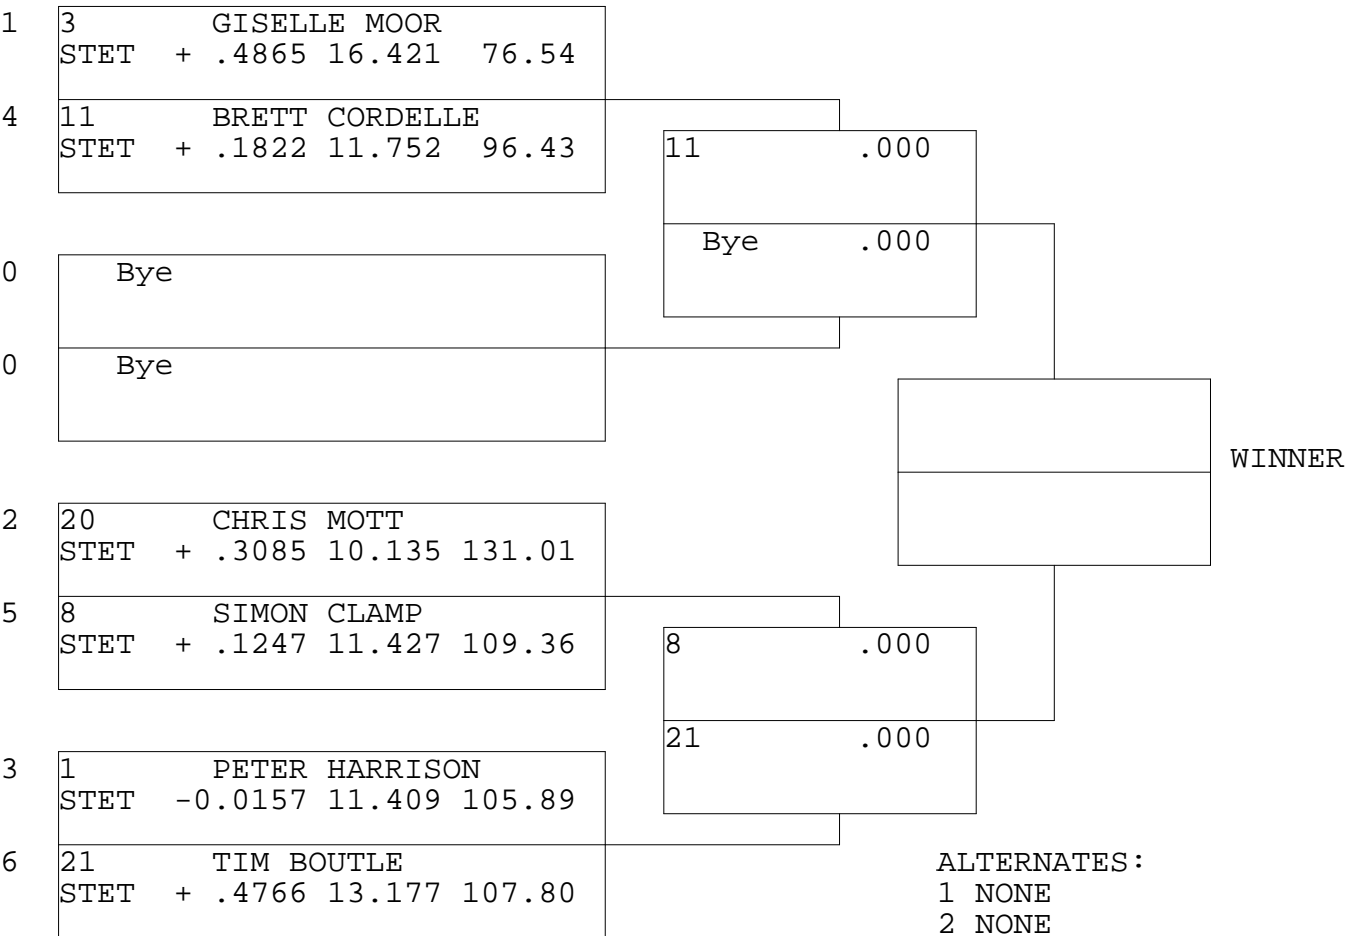 1 3 GISELLE MOOR
STET + .4865 16.421 76.54
4 11 BRETT CORDELLE
STET + .1822 11.752 96.43
11 .000
Bye .000
0 Bye
0 Bye
WINNER
2 20 CHRIS MOTT
STET + .3085 10.135 131.01
5 8 SIMON CLAMP
STET + .1247 11.427 109.36
8 .000
21 .000
3 1 PETER HARRISON
STET -0.0157 11.409 105.89
6 21 TIM BOUTLE
STET + .4766 13.177 107.80
ALTERNATES:
1 NONE
2 NONE